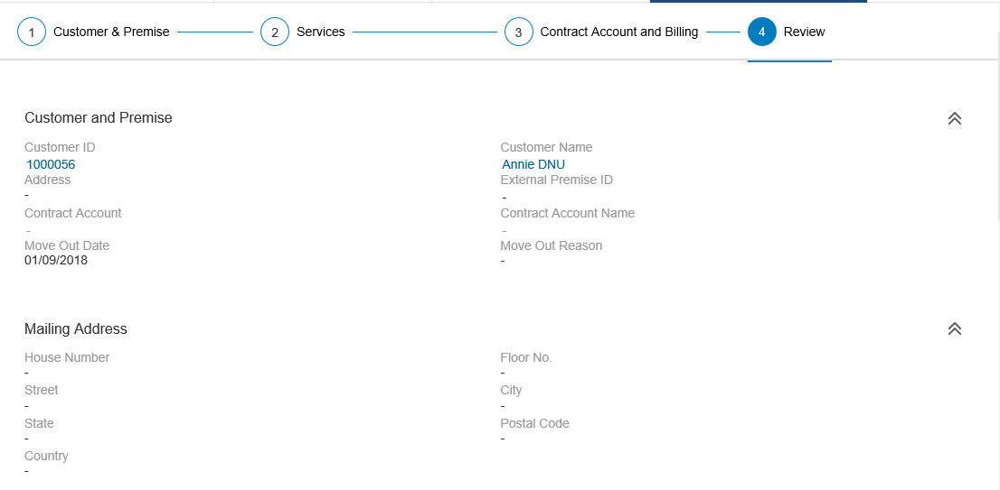 1 Customer & Premise 2 Services 3 Contract Account and Billing 4 Review
Customer and Premise
Customer ID Customer Name
1000056 Annie DNU
Address External Premise ID
- -
Contract Account Contract Account Name
- -
Move Out Date Move Out Reason
01/09/2018 -
Mailing Address
House Number Floor No.
- -
Street City
- -
State Postal Code
- -
Country
-